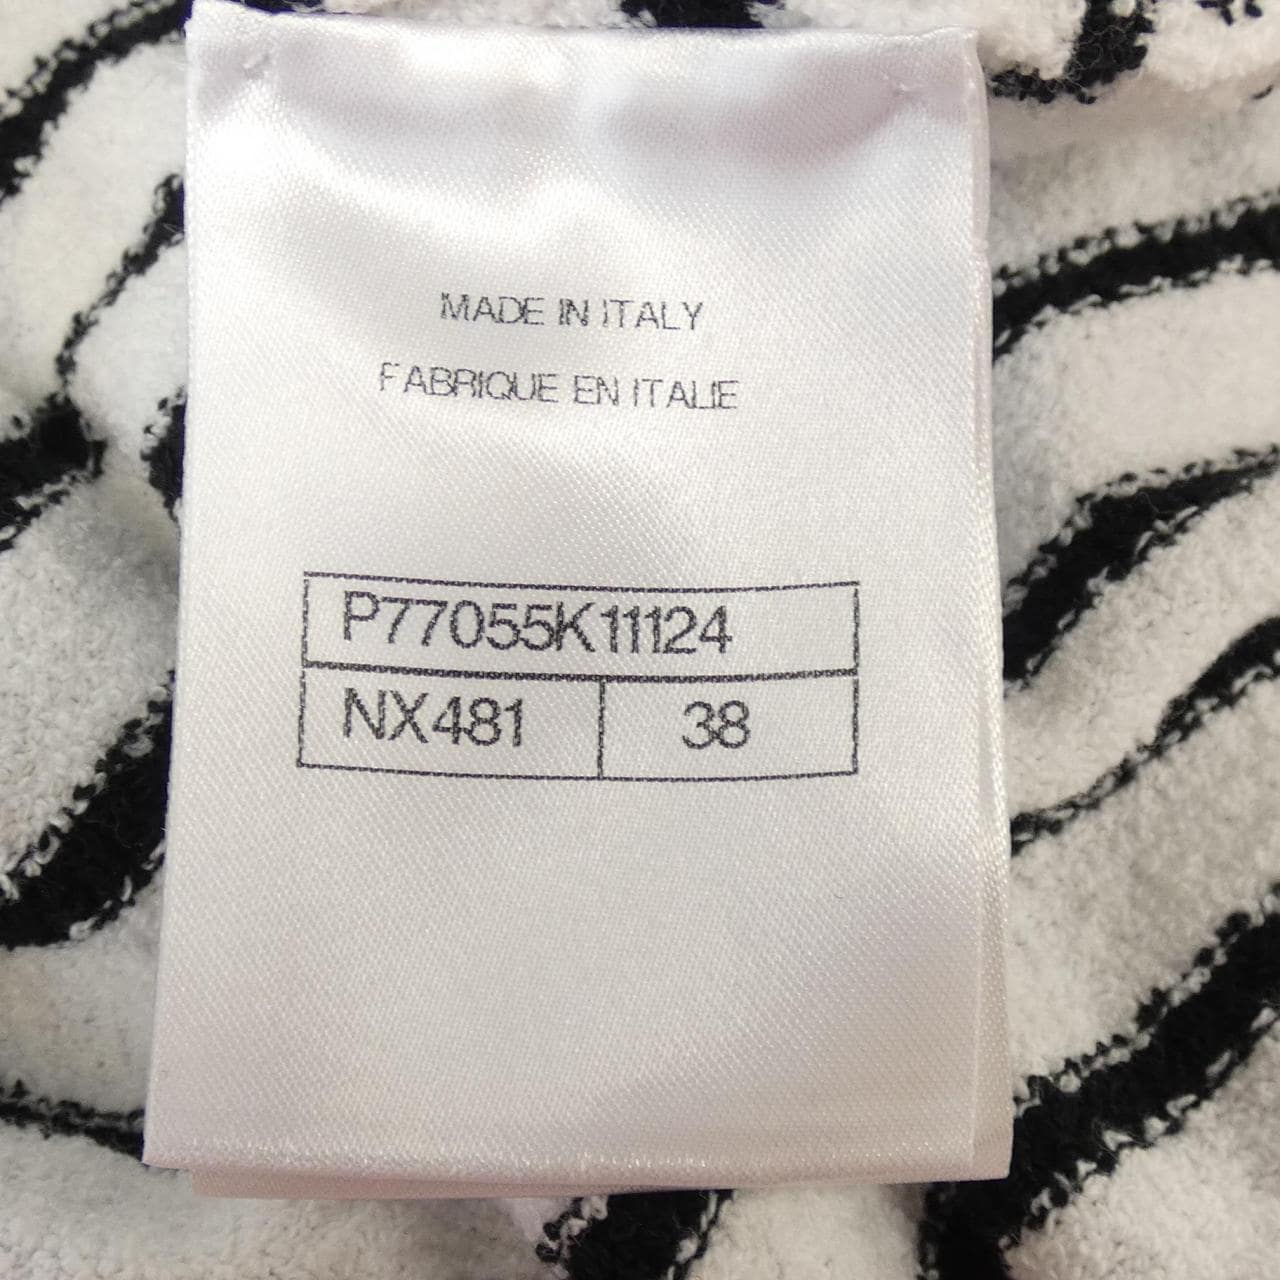 MADE IN ITALY
FABRIQUE EN ITALIE
P77055K11124
NX481 38